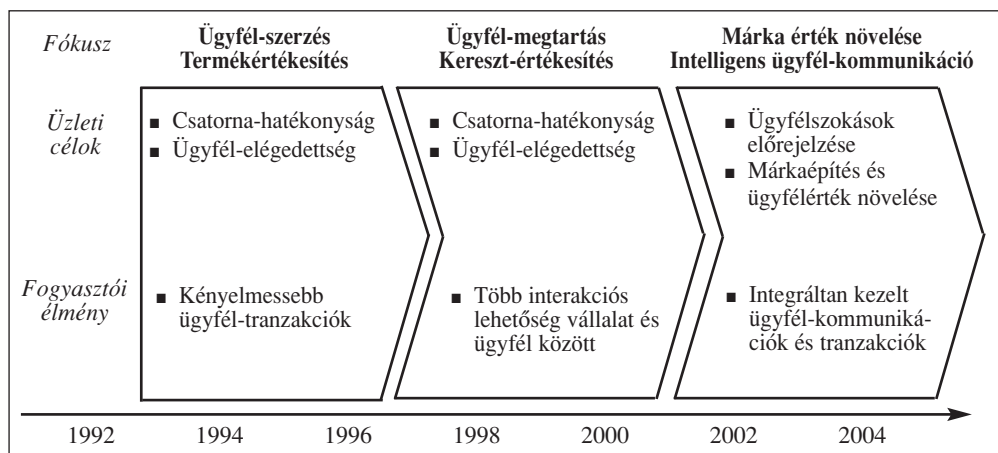 Fókusz
Ügyfél-szerzés
Termékértékesítés
Ügyfél-megtartás
Kereszt-értékesítés
Márka érték növelése
Intelligens ügyfél-kommunikáció
Üzleti
célok
■ Csatorna-hatékonyság
■ Ügyfél-elégedettség
■ Csatorna-hatékonyság
■ Ügyfél-elégedettség
■ Ügyfélszokások
előrejelzése
■ Márkaépítés és
ügyfélérték növelése
Fogyasztói
élmény
■ Kényelmessebb
ügyfél-tranzakciók
■ Több interakciós
lehetőség vállalat és
ügyfél között
■ Integráltan kezelt
ügyfél-kommuniká-
ciók és tranzakciók
1992 1994 1996 1998 2000 2002 2004